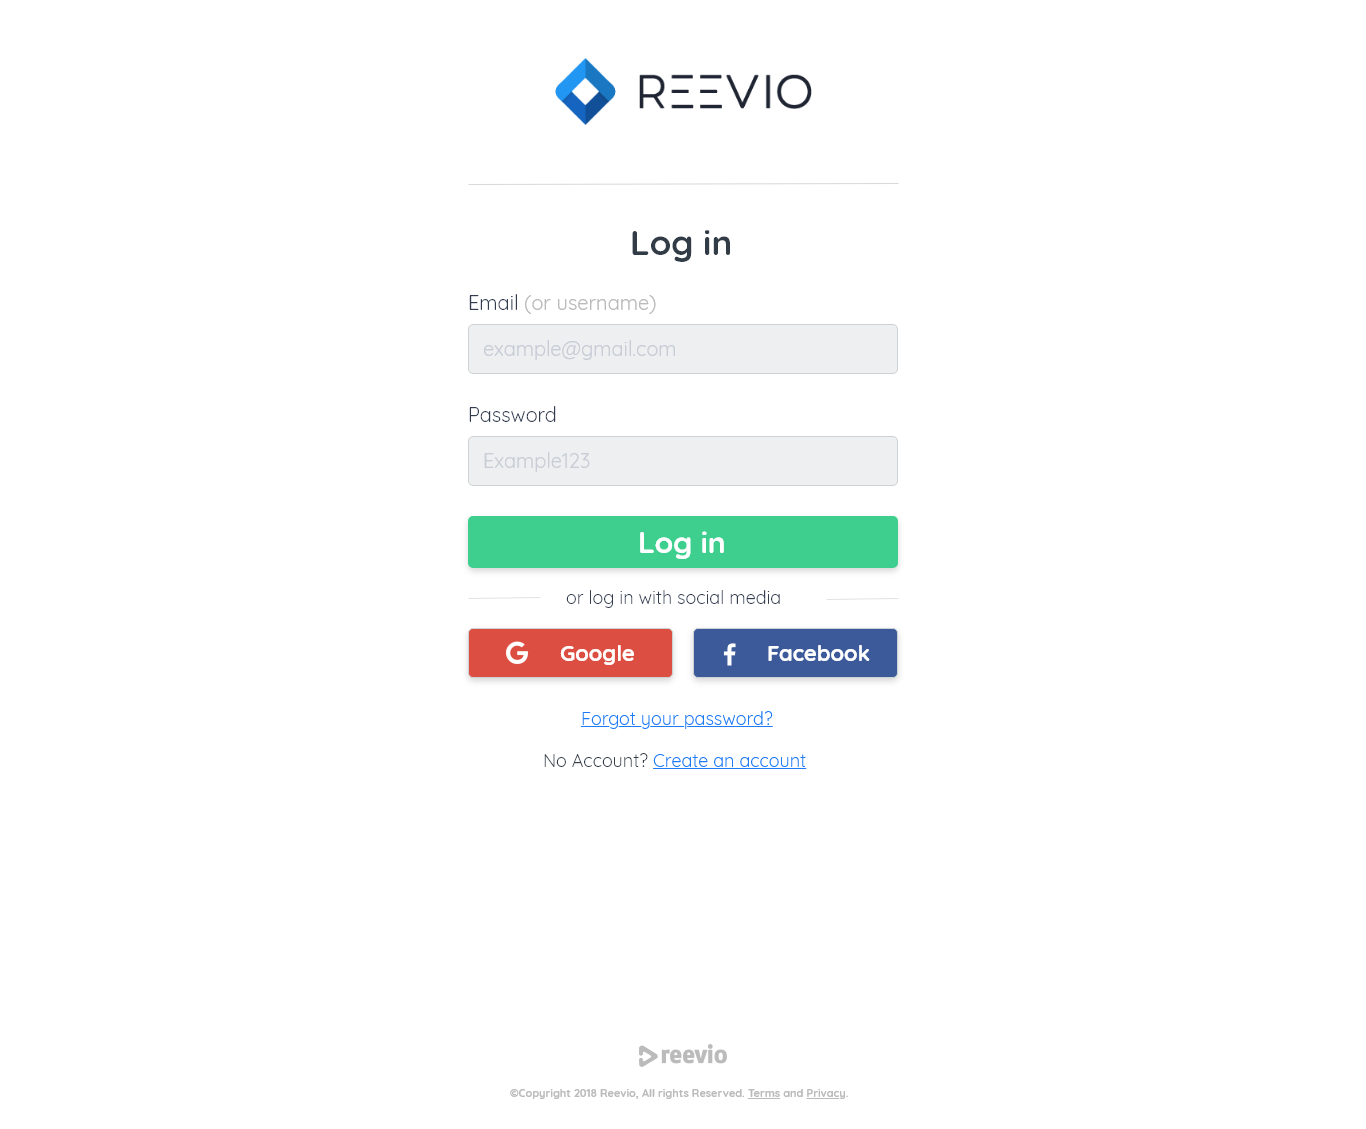 REEVIO
Log in
Email (or username)
example@gmail.com
Password
Example123
Log in
or log in with social media
Google
Facebook
Forgot your password?
No Account? Create an account
reevio
©Copyright 2018 Reevio, All rights Reserved. Terms and Privacy.